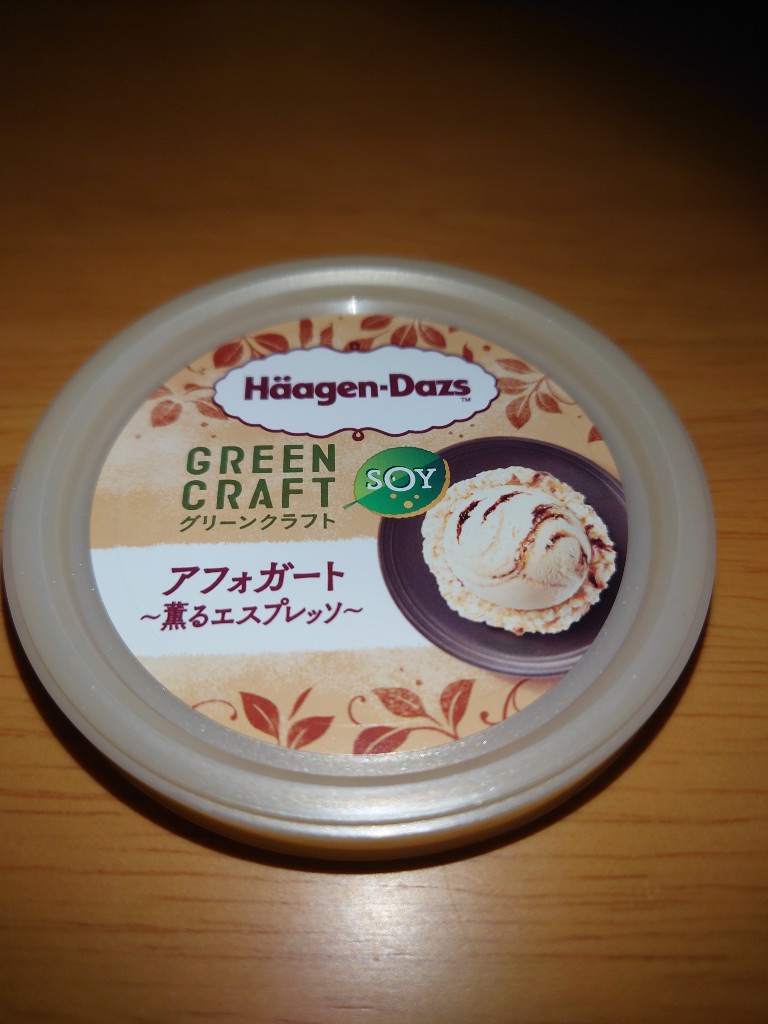 Häagen-Dazs™
GREEN
CRAFT
SOY
グリーンクラフト
アフォガート
～薫るエスプレッソ～